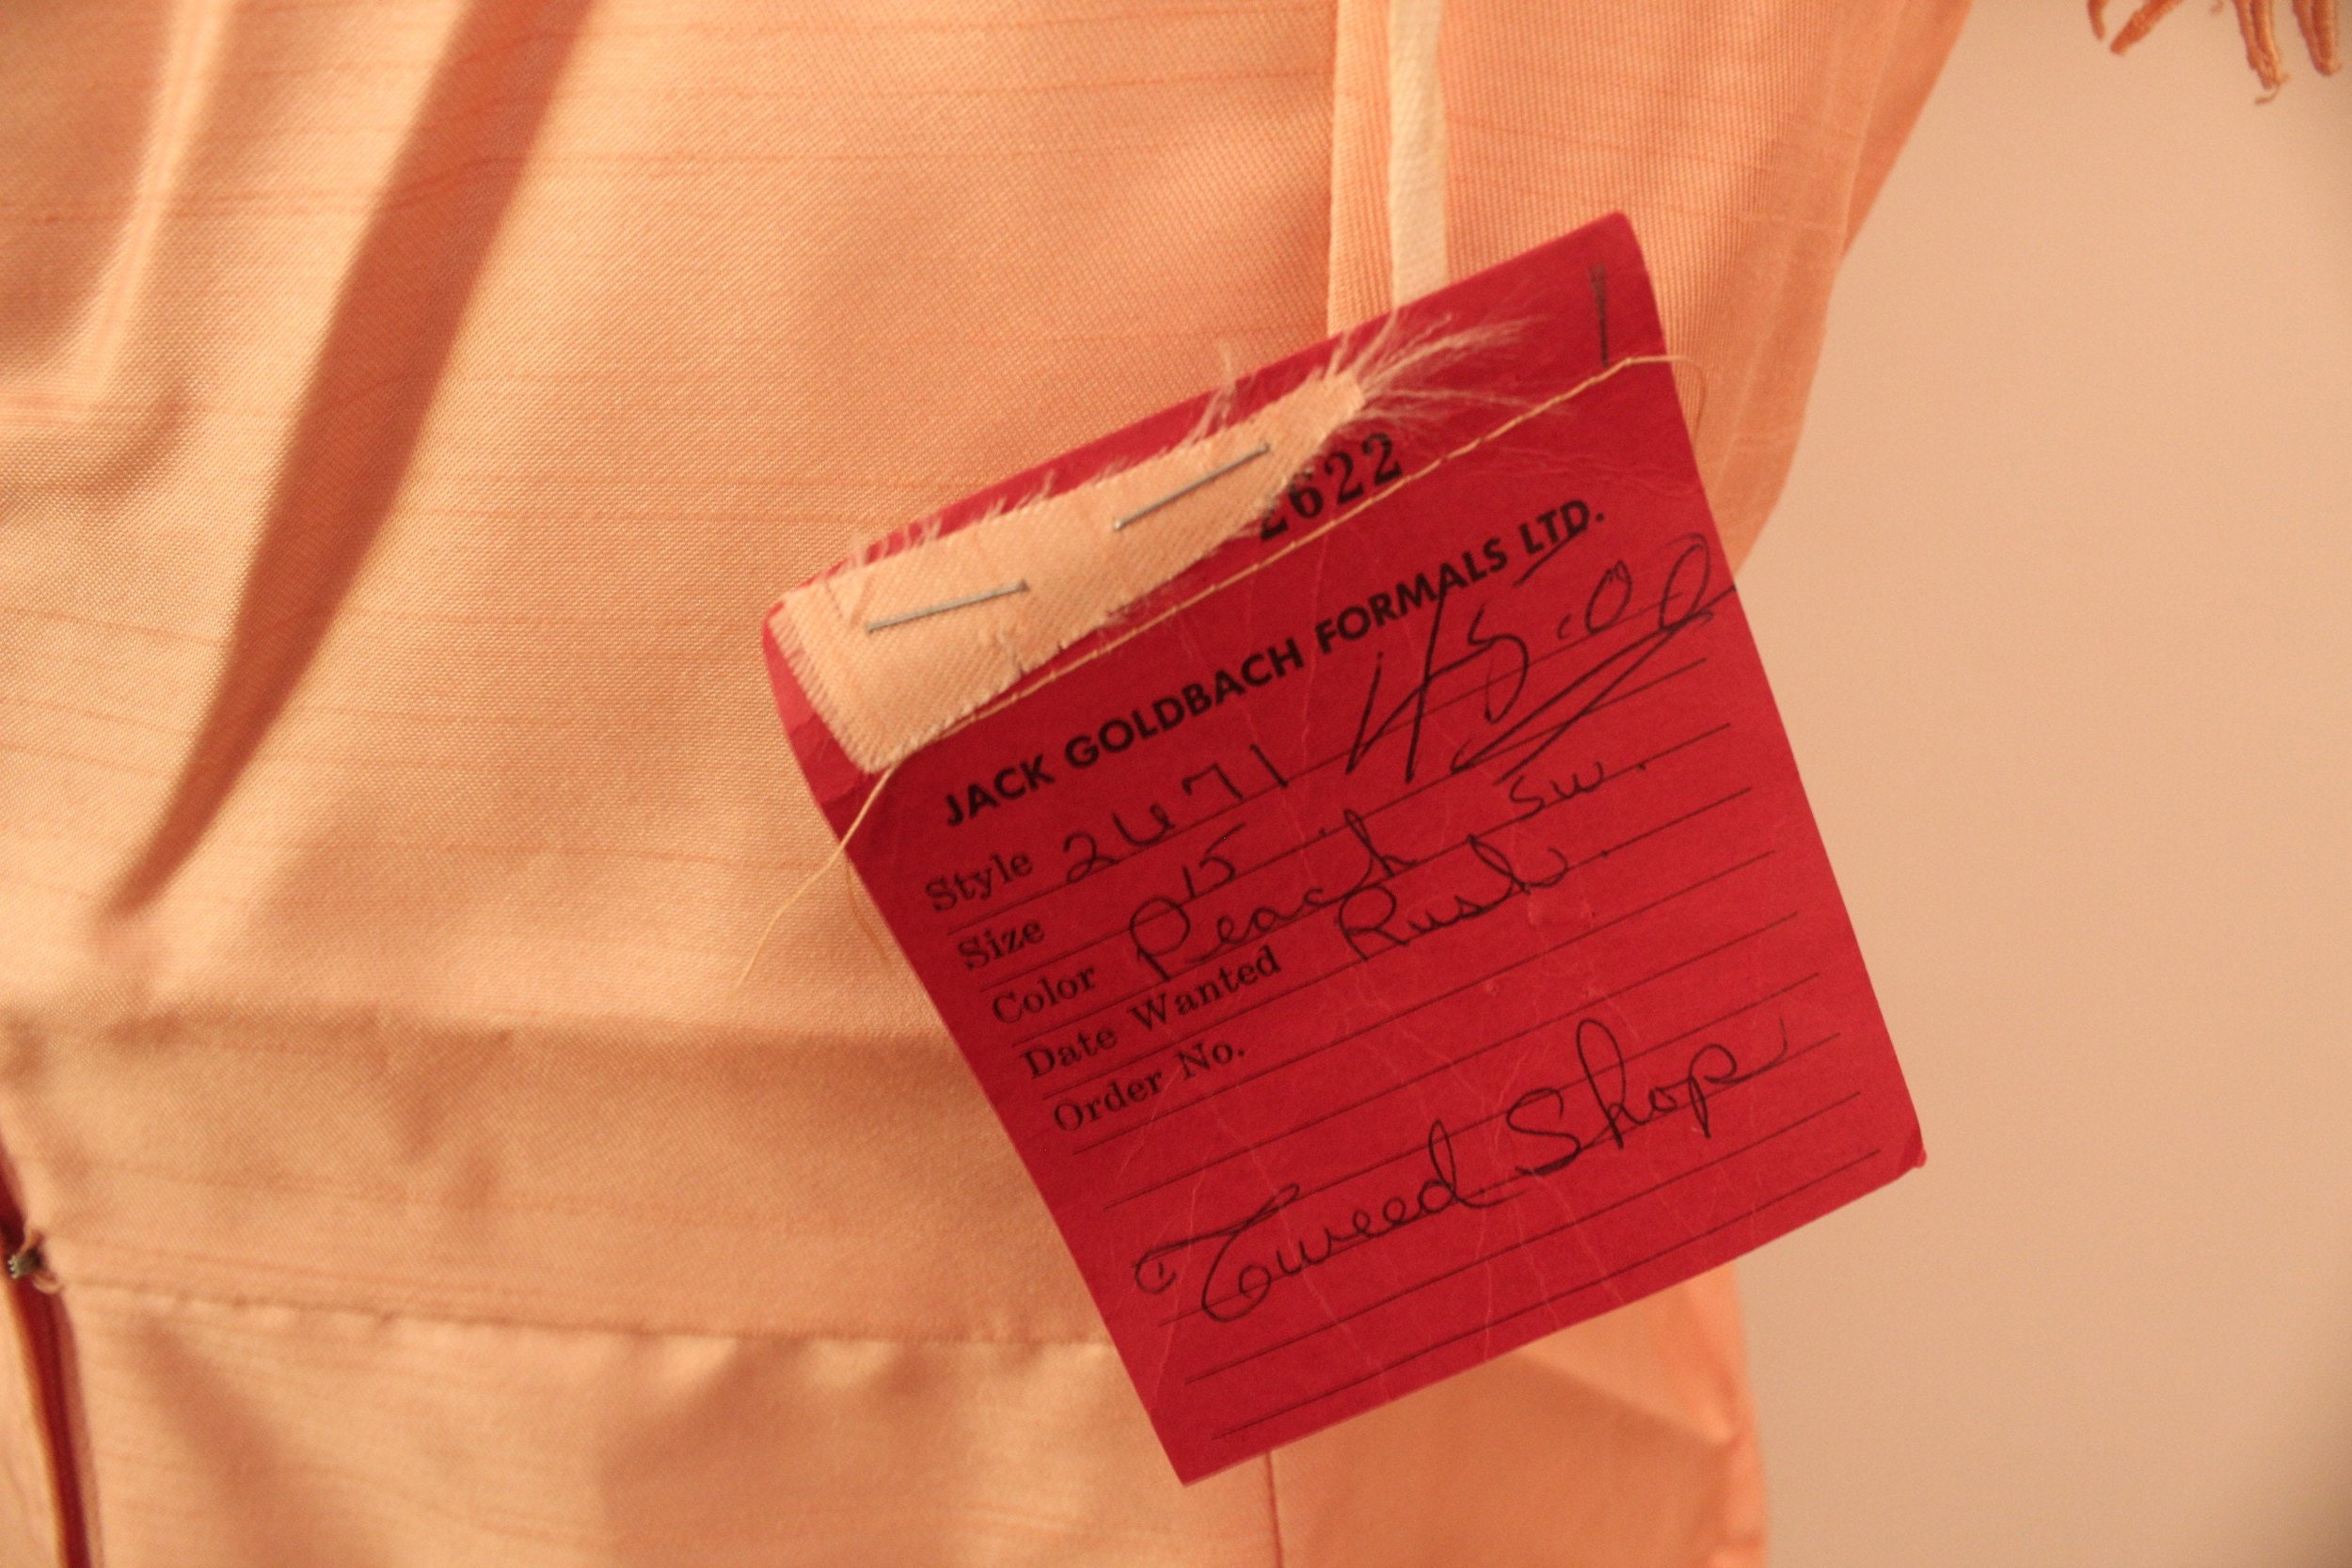 2622
JACK GOLDBACH FORMALS LTD.
Style 2671 45.00
Size 15
Color Peach sw.
Date Wanted Rush.
Order No.
Tweed Shop